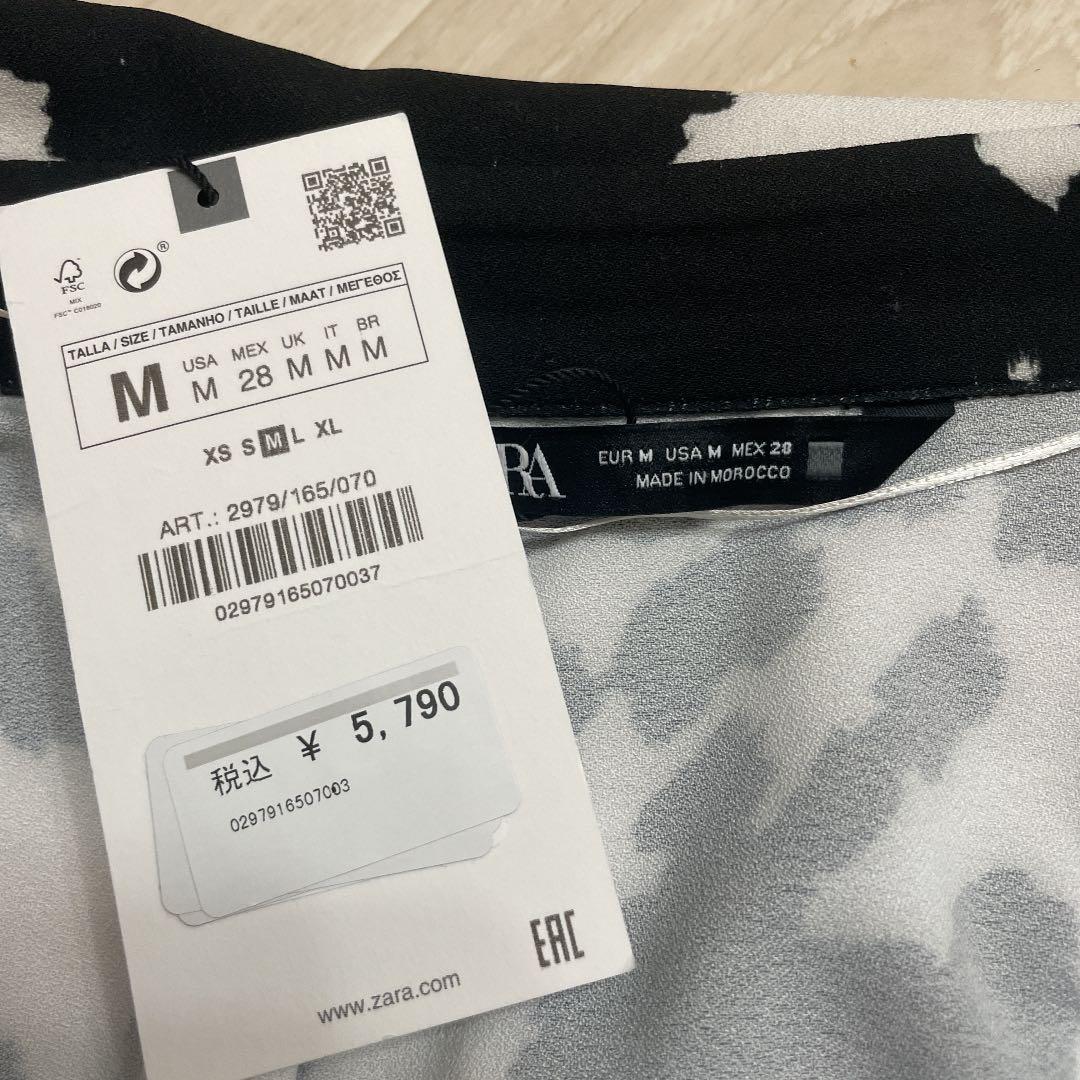 FSC
MIX
FSC™ C018020
®
TALLA / SIZE / TAMANHO / TAILLE / MAAT / ΜΕΓΕΘΟΣ
M USA M MEX 28 UK M IT M BR M
XS S M L XL
ART.: 2979/165/070
02979165070037
税込 ¥ 5,790
0297916507003
EAC
www.zara.com
RA
EUR M USA M MEX 28
MADE IN MOROCCO